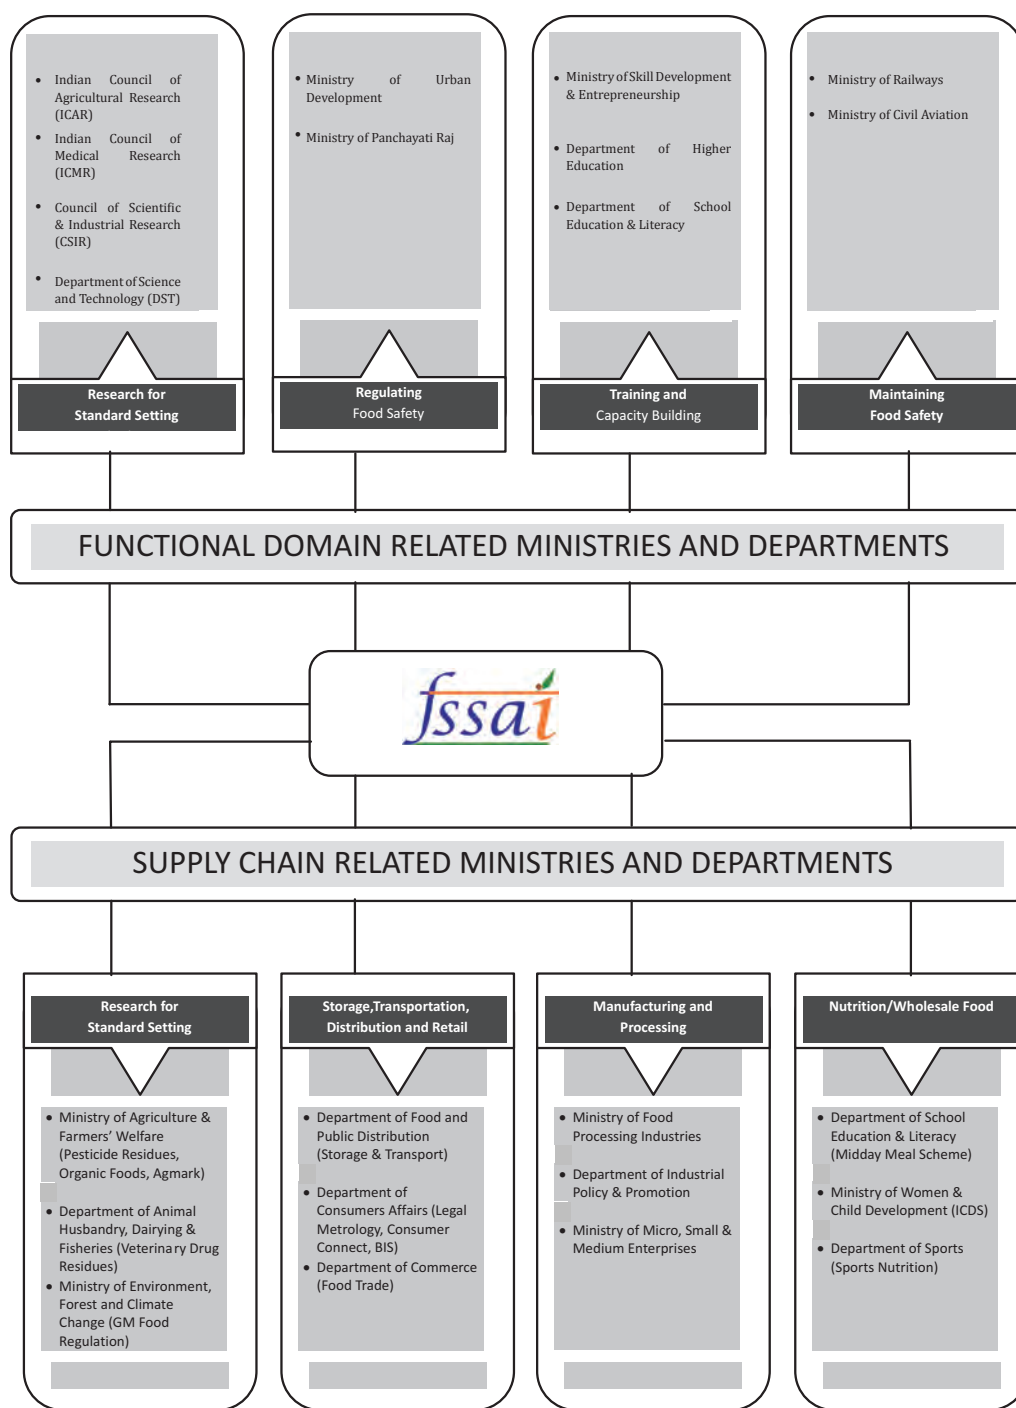 • Indian Council of
Agricultural Research
(ICAR)
• Indian Council of
Medical Research
(ICMR)
• Council of Scientific
& Industrial Research
(CSIR)
• Department of Science
and Technology (DST)
Research for
Standard Setting
• Ministry of Urban
Development
• Ministry of Panchayati Raj
Regulating
Food Safety
• Ministry of Skill Development
& Entrepreneurship
• Department of Higher
Education
• Department of School
Education & Literacy
Training and
Capacity Building
• Ministry of Railways
• Ministry of Civil Aviation
Maintaining
Food Safety
FUNCTIONAL DOMAIN RELATED MINISTRIES AND DEPARTMENTS
fssai
SUPPLY CHAIN RELATED MINISTRIES AND DEPARTMENTS
Research for
Standard Setting
• Ministry of Agriculture &
Farmers' Welfare
(Pesticide Residues,
Organic Foods, Agmark)
• Department of Animal
Husbandry, Dairying &
Fisheries (Veterinary Drug
Residues)
• Ministry of Environment,
Forest and Climate
Change (GM Food
Regulation)
Storage,Transportation,
Distribution and Retail
• Department of Food and
Public Distribution
(Storage & Transport)
• Department of
Consumers Affairs (Legal
Metrology, Consumer
Connect, BIS)
• Department of Commerce
(Food Trade)
Manufacturing and
Processing
• Ministry of Food
Processing Industries
• Department of Industrial
Policy & Promotion
• Ministry of Micro, Small &
Medium Enterprises
Nutrition/Wholesale Food
• Department of School
Education & Literacy
(Midday Meal Scheme)
• Ministry of Women &
Child Development (ICDS)
• Department of Sports
(Sports Nutrition)